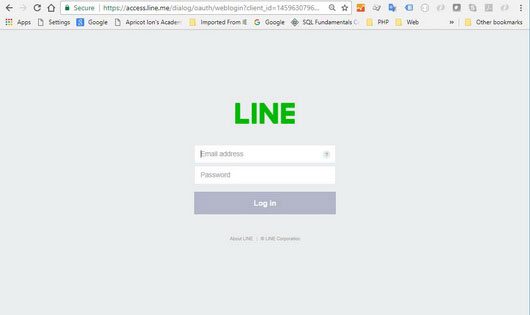 Secure https://access.line.me/dialog/oauth/weblogin?client_id=1459630796...
Apps Settings Google Apricot Ion's Academ Imported From IE Google SQL Fundamentals C PHP Web » Other bookmarks
LINE
Email address ?
Password
Log in
About LINE | © LINE Corporation